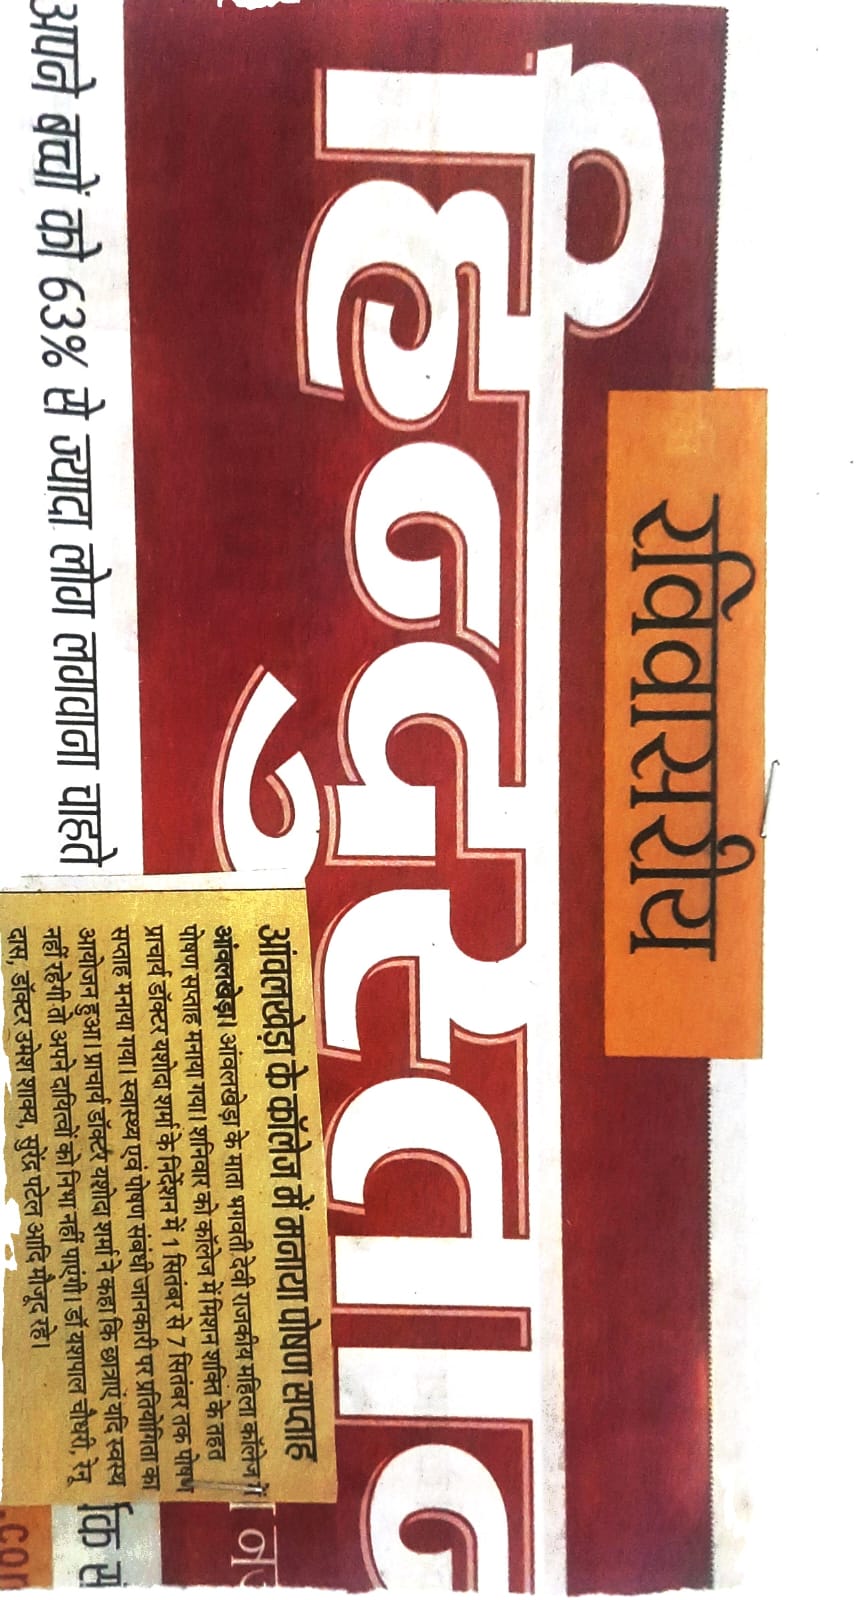 रविवासरीय
हिन्दुस्तान
अपने बच्चों को 63% से ज्यादा लोग लगवाना चाहते
आंवलखेड़ा के कॉलेज में मनाया पोषण सप्ताह
आंवलखेड़ा। आंवलखेड़ा के माता भगवती देवी राजकीय महिला कॉलेज में
पोषण सप्ताह मनाया गया। शनिवार को कॉलेज में मिशन शक्ति के तहत
प्राचार्य डॉक्टर यशोदा शर्मा के निर्देशन में 1 सितंबर से 7 सितंबर तक पोषण
सप्ताह मनाया गया। स्वास्थ्य एवं पोषण संबंधी जानकारी पर प्रतियोगिता का
आयोजन हुआ। प्राचार्य डॉक्टर यशोदा शर्मा ने कहा कि छात्राएं यदि स्वस्थ
नहीं रहेगी तो अपने दायित्वों को निभा नहीं पाएंगी। डॉ यशपाल चौधरी, रेनू
दास, डॉक्टर उमेश शाक्य, सुरेंद्र पटेल आदि मौजूद रहे।
कि सं
.con